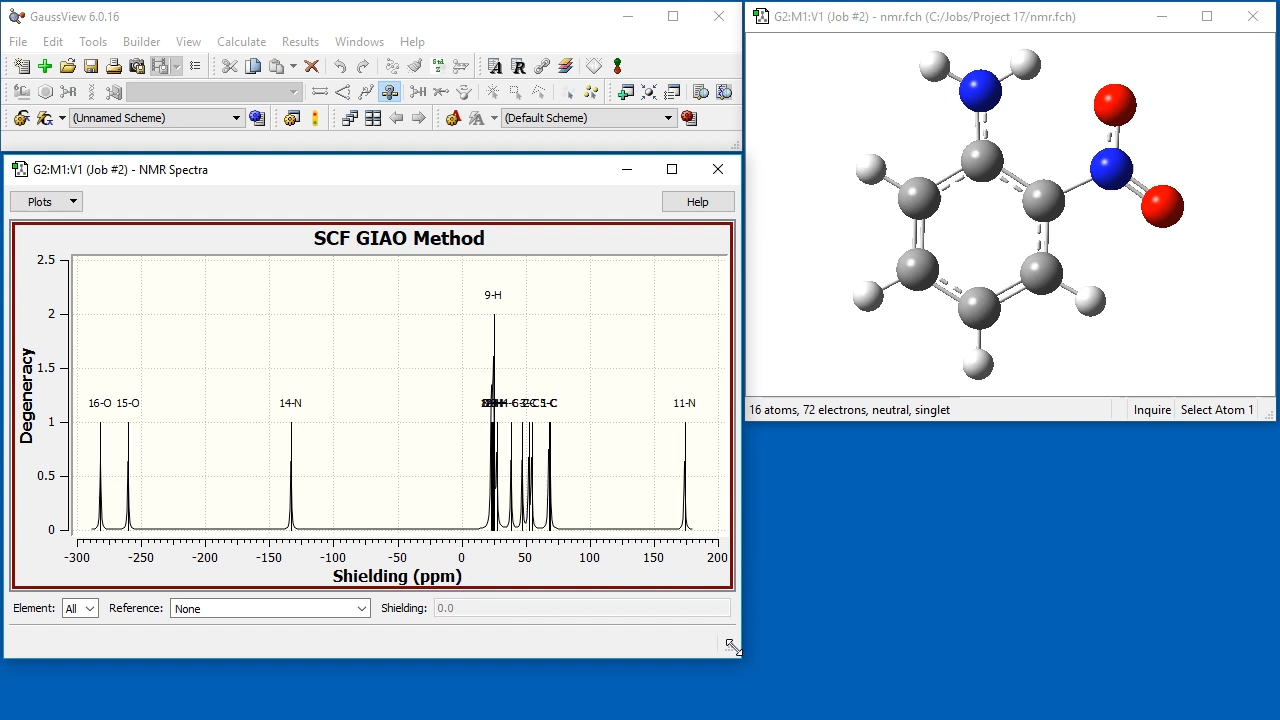 GaussView 6.0.16
File Edit Tools Builder View Calculate Results Windows Help
(Unnamed Scheme)
(Default Scheme)
G2:M1:V1 (Job #2) - NMR Spectra
Plots
Help
SCF GIAO Method
Degeneracy
2.5
2
1.5
1
0.5
0
9-H
16-O 15-O 14-N 11-N
-300 -250 -200 -150 -100 -50 0 50 100 150 200
Shielding (ppm)
Element: All Reference: None Shielding: 0.0
G2:M1:V1 (Job #2) - nmr.fch (C:/Jobs/Project 17/nmr.fch)
16 atoms, 72 electrons, neutral, singlet
Inquire Select Atom 1